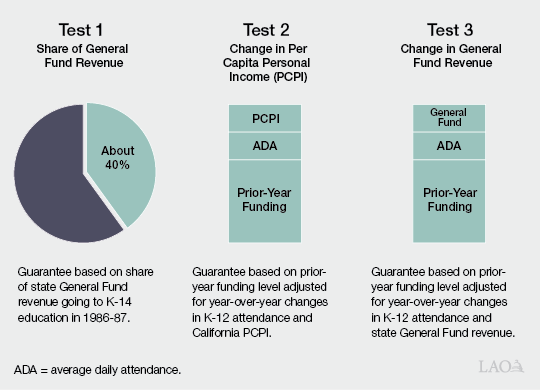 Test 1
Share of General
Fund Revenue
About
40%
Guarantee based on share
of state General Fund
revenue going to K-14
education in 1986-87.
Test 2
Change in Per
Capita Personal
Income (PCPI)
PCPI
ADA
Prior-Year
Funding
Guarantee based on prior-
year funding level adjusted
for year-over-year changes
in K-12 attendance and
California PCPI.
Test 3
Change in General
Fund Revenue
General
Fund
ADA
Prior-Year
Funding
Guarantee based on prior-
year funding level adjusted
for year-over-year changes
in K-12 attendance and
state General Fund revenue.
ADA = average daily attendance.
LAO